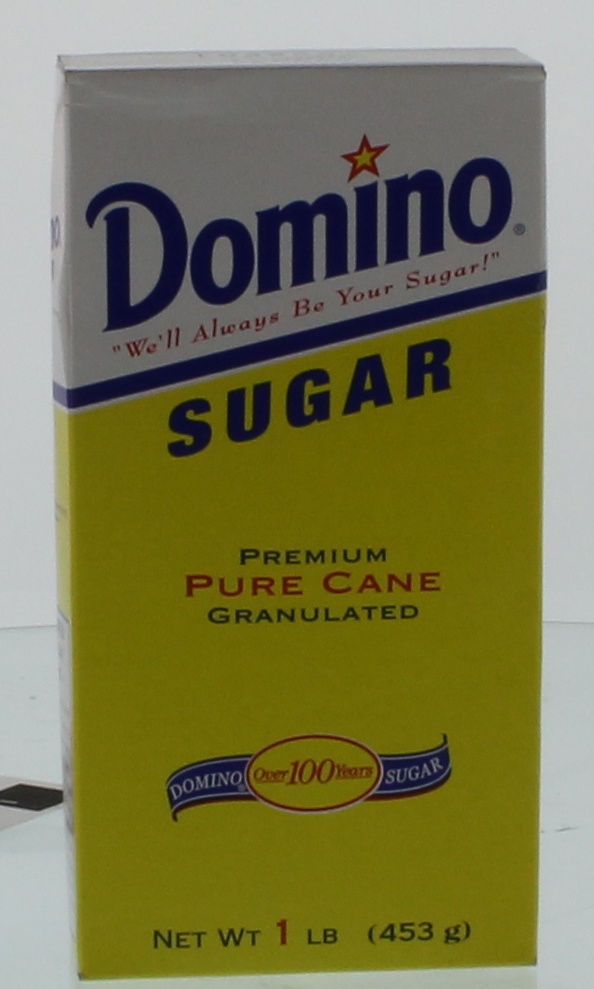 Domino®
"We'll Always Be Your Sugar!"
SUGAR
PREMIUM
PURE CANE
GRANULATED
DOMINO® Over 100 Years SUGAR
NET WT 1 LB (453 g)